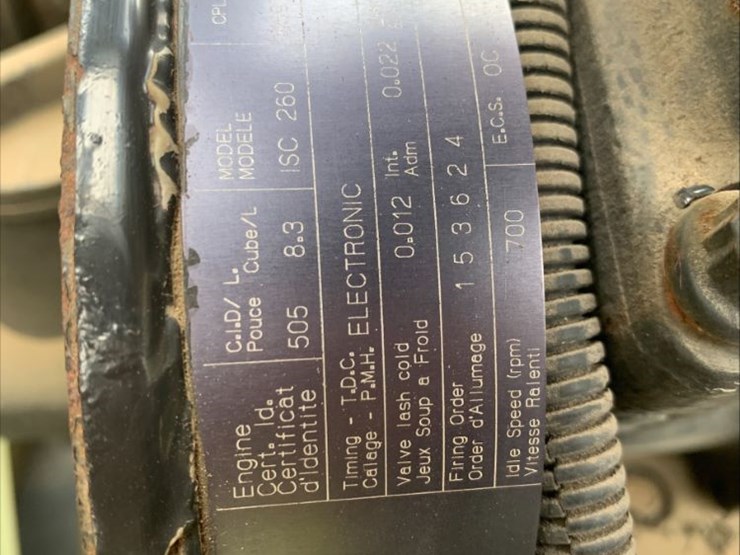 Engine
Cert. Id.
Certificat
d'Identite
C.I.D/ L.
Pouce Cube/L
505 8.3
MODEL
MODELE
ISC 260
CPL
Timing - T.D.C.
Calage - P.M.H. ELECTRONIC
Valve lash cold
Jeux Soup a Froid
0.012 Int.
Adm 0.022
Firing Order
Order d'Allumage 1 5 3 6 2 4
Idle Speed (rpm)
Vitesse Ralenti
700 E.C.S. OC